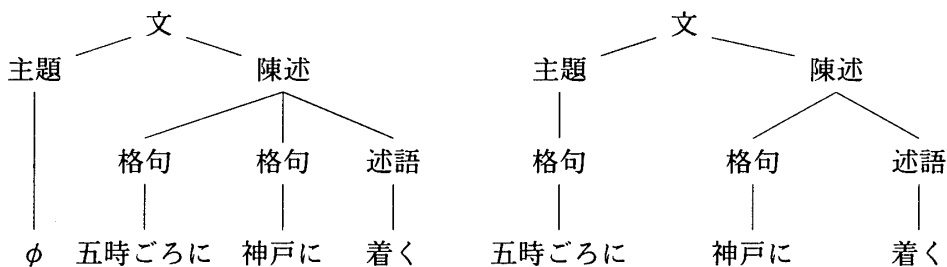 文 文
主題 陳述 主題 陳述
格句 格句 述語 格句 格句 述語
φ 五時ごろに 神戸に 着く 五時ごろに 神戸に 着く